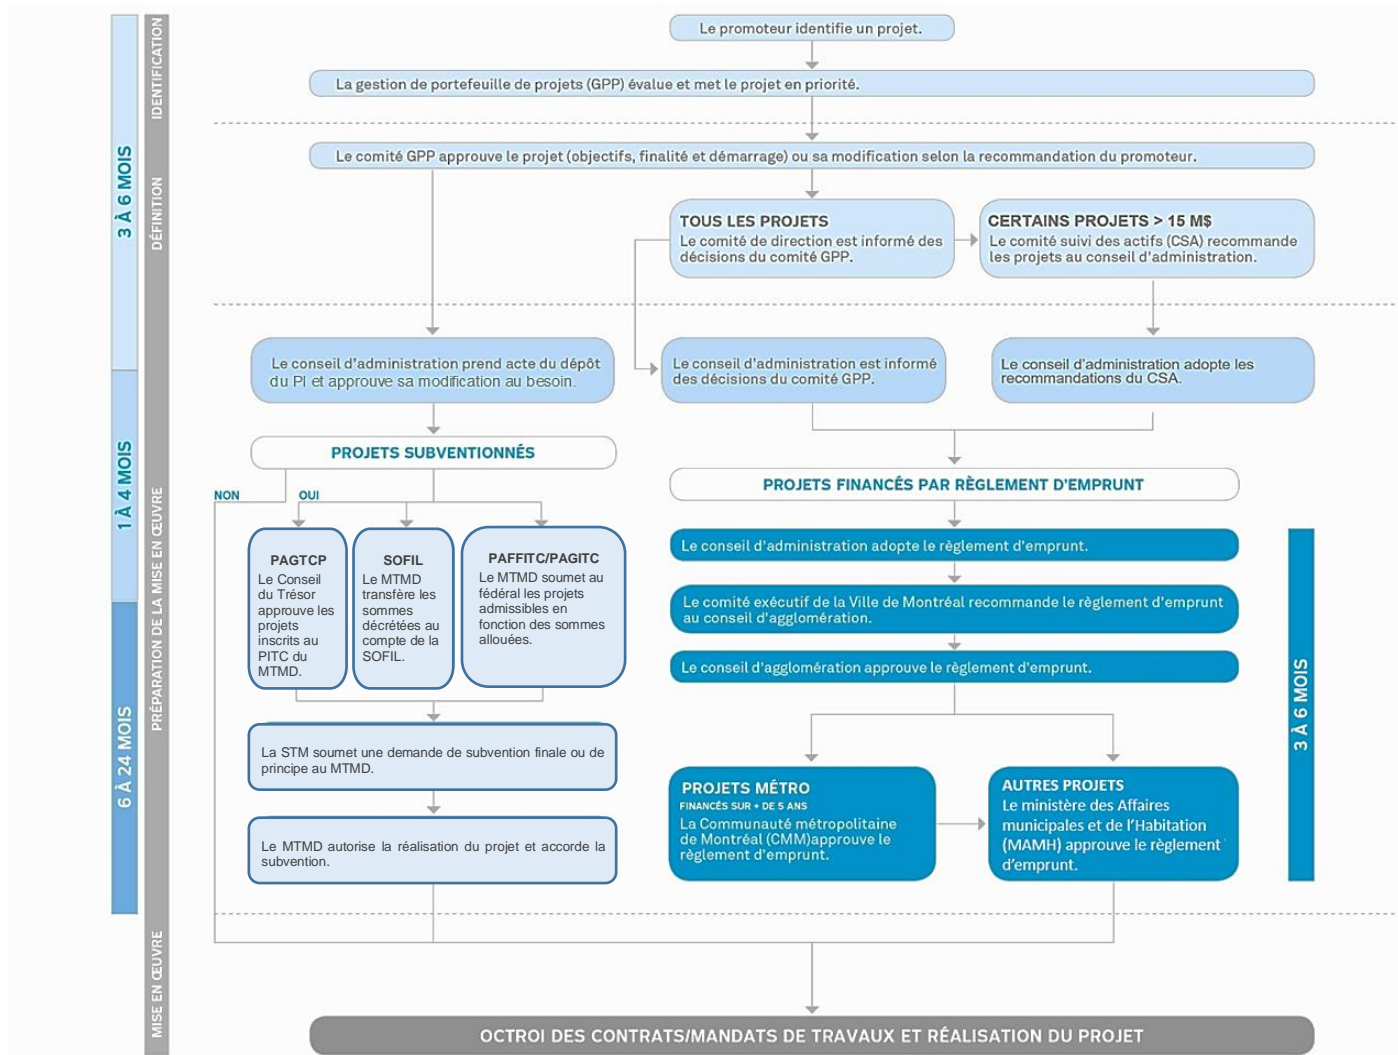 Le promoteur identifie un projet.
La gestion de portefeuille de projets (GPP) évalue et met le projet en priorité.
Le comité GPP approuve le projet (objectifs, finalité et démarrage) ou sa modification selon la recommandation du promoteur.
TOUS LES PROJETS
Le comité de direction est informé des
décisions du comité GPP.
CERTAINS PROJETS > 15 M$
Le comité suivi des actifs (CSA) recommande
les projets au conseil d'administration.
Le conseil d'administration prend acte du dépôt
du PI et approuve sa modification au besoin.
Le conseil d'administration est informé
des décisions du comité GPP.
Le conseil d'administration adopte les
recommandations du CSA.
PROJETS SUBVENTIONNÉS
NON
OUI
PAGTCP
Le Conseil
du Trésor
approuve les
projets
inscrits au
PITC du
MTMD.
SOFIL
Le MTMD
transfère les
sommes
décrétées au
compte de la
SOFIL.
PAFFITC/PAGITC
Le MTMD soumet au
fédéral les projets
admissibles en
fonction des sommes
allouées.
La STM soumet une demande de subvention finale ou de
principe au MTMD.
Le MTMD autorise la réalisation du projet et accorde la
subvention.
PROJETS FINANCÉS PAR RÈGLEMENT D'EMPRUNT
Le conseil d'administration adopte le règlement d'emprunt.
Le comité exécutif de la Ville de Montréal recommande le règlement d'emprunt
au conseil d'agglomération.
Le conseil d'agglomération approuve le règlement d'emprunt.
PROJETS MÉTRO
FINANCÉS SUR + DE 5 ANS
La Communauté métropolitaine
de Montréal (CMM)approuve le
règlement d'emprunt.
AUTRES PROJETS
Le ministère des Affaires
municipales et de l'Habitation
(MAMH) approuve le règlement
d'emprunt.
OCTROI DES CONTRATS/MANDATS DE TRAVAUX ET RÉALISATION DU PROJET
3 À 6 MOIS
1 À 4 MOIS
6 À 24 MOIS
IDENTIFICATION
DÉFINITION
PRÉPARATION DE LA MISE EN ŒUVRE
MISE EN ŒUVRE
3 À 6 MOIS